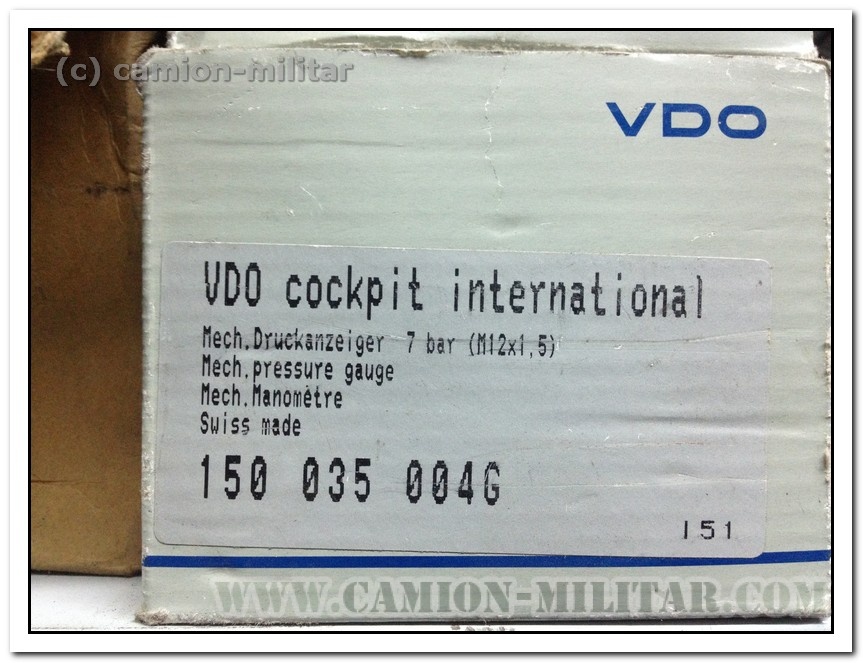 (c) camion-militar
VDO
VDO cockpit international
Mech.Druckanzeiger 7 bar (M12x1,5)
Mech.pressure gauge
Mech.Manomètre
Swiss made
150 035 004G
151
WWW.CAMION-MILITAR.COM